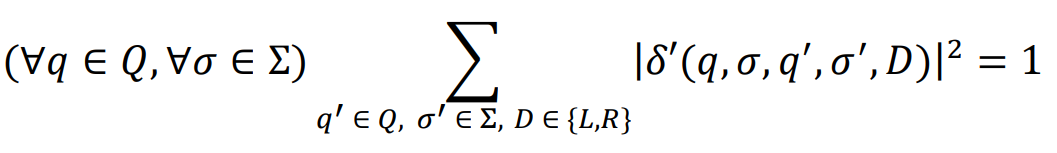 (∀q ∈ Q, ∀σ ∈ Σ) ∑ |δ′(q, σ, q′, σ′, D)|² = 1
q′ ∈ Q, σ′ ∈ Σ, D ∈ {L,R}